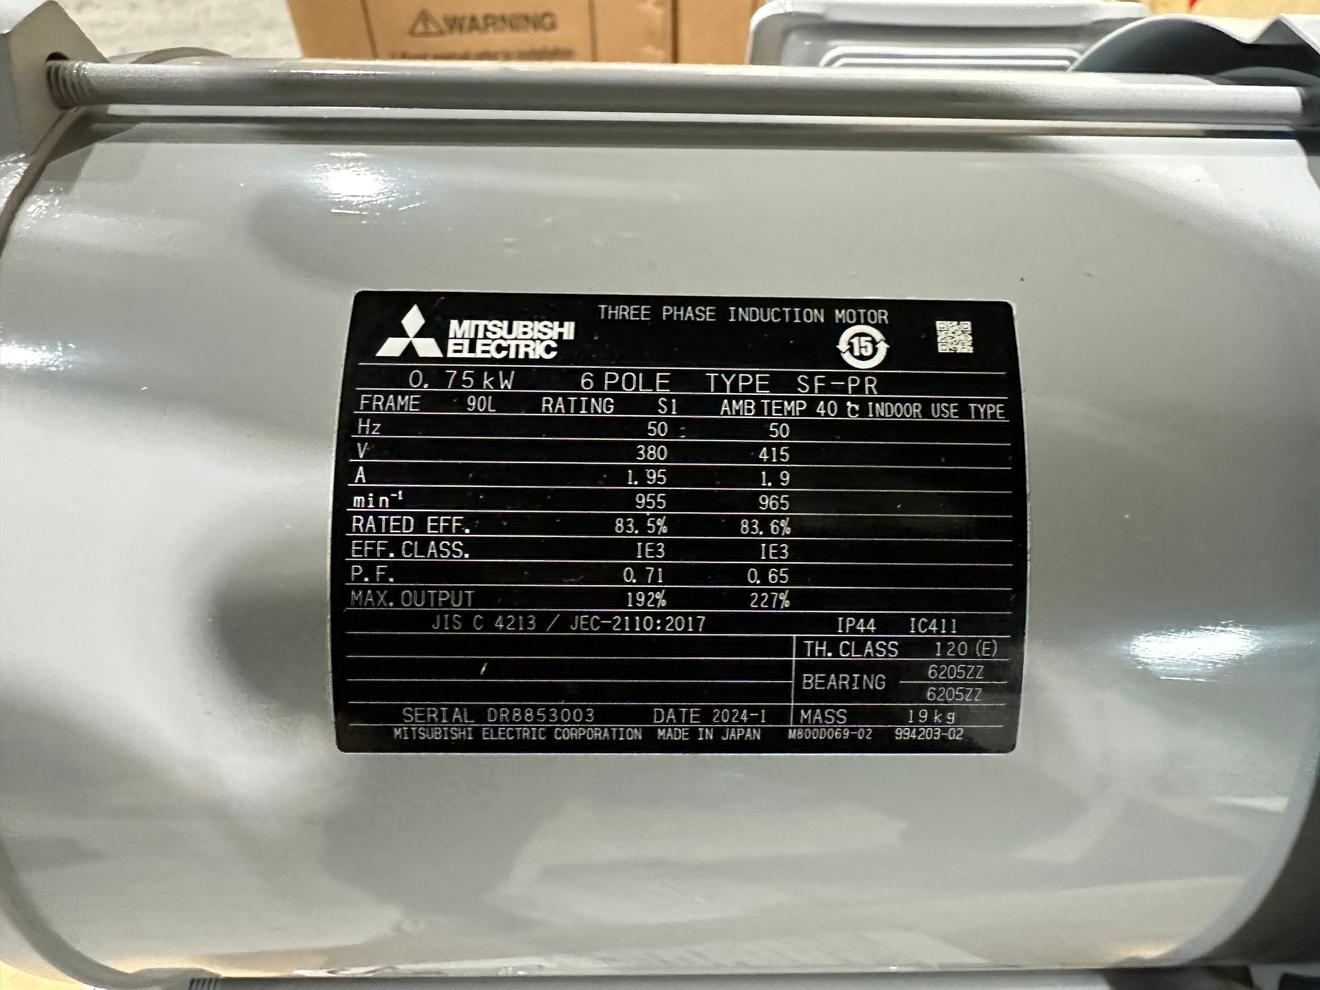 WARNING
MITSUBISHI
ELECTRIC
THREE PHASE INDUCTION MOTOR
15
0.75kW 6 POLE TYPE SF-PR
FRAME 90L RATING S1 AMB TEMP 40 ℃ INDOOR USE TYPE
Hz 50 50
V 380 415
A 1.95 1.9
min⁻¹ 955 965
RATED EFF. 83.5% 83.6%
EFF. CLASS. IE3 IE3
P.F. 0.71 0.65
MAX. OUTPUT 192% 227%
JIS C 4213 / JEC-2110:2017 IP44 IC411
TH. CLASS 120 (E)
BEARING 6205ZZ
6205ZZ
SERIAL DR8853003 DATE 2024-1 MASS 19kg
MITSUBISHI ELECTRIC CORPORATION MADE IN JAPAN M800D069-02 994203-02